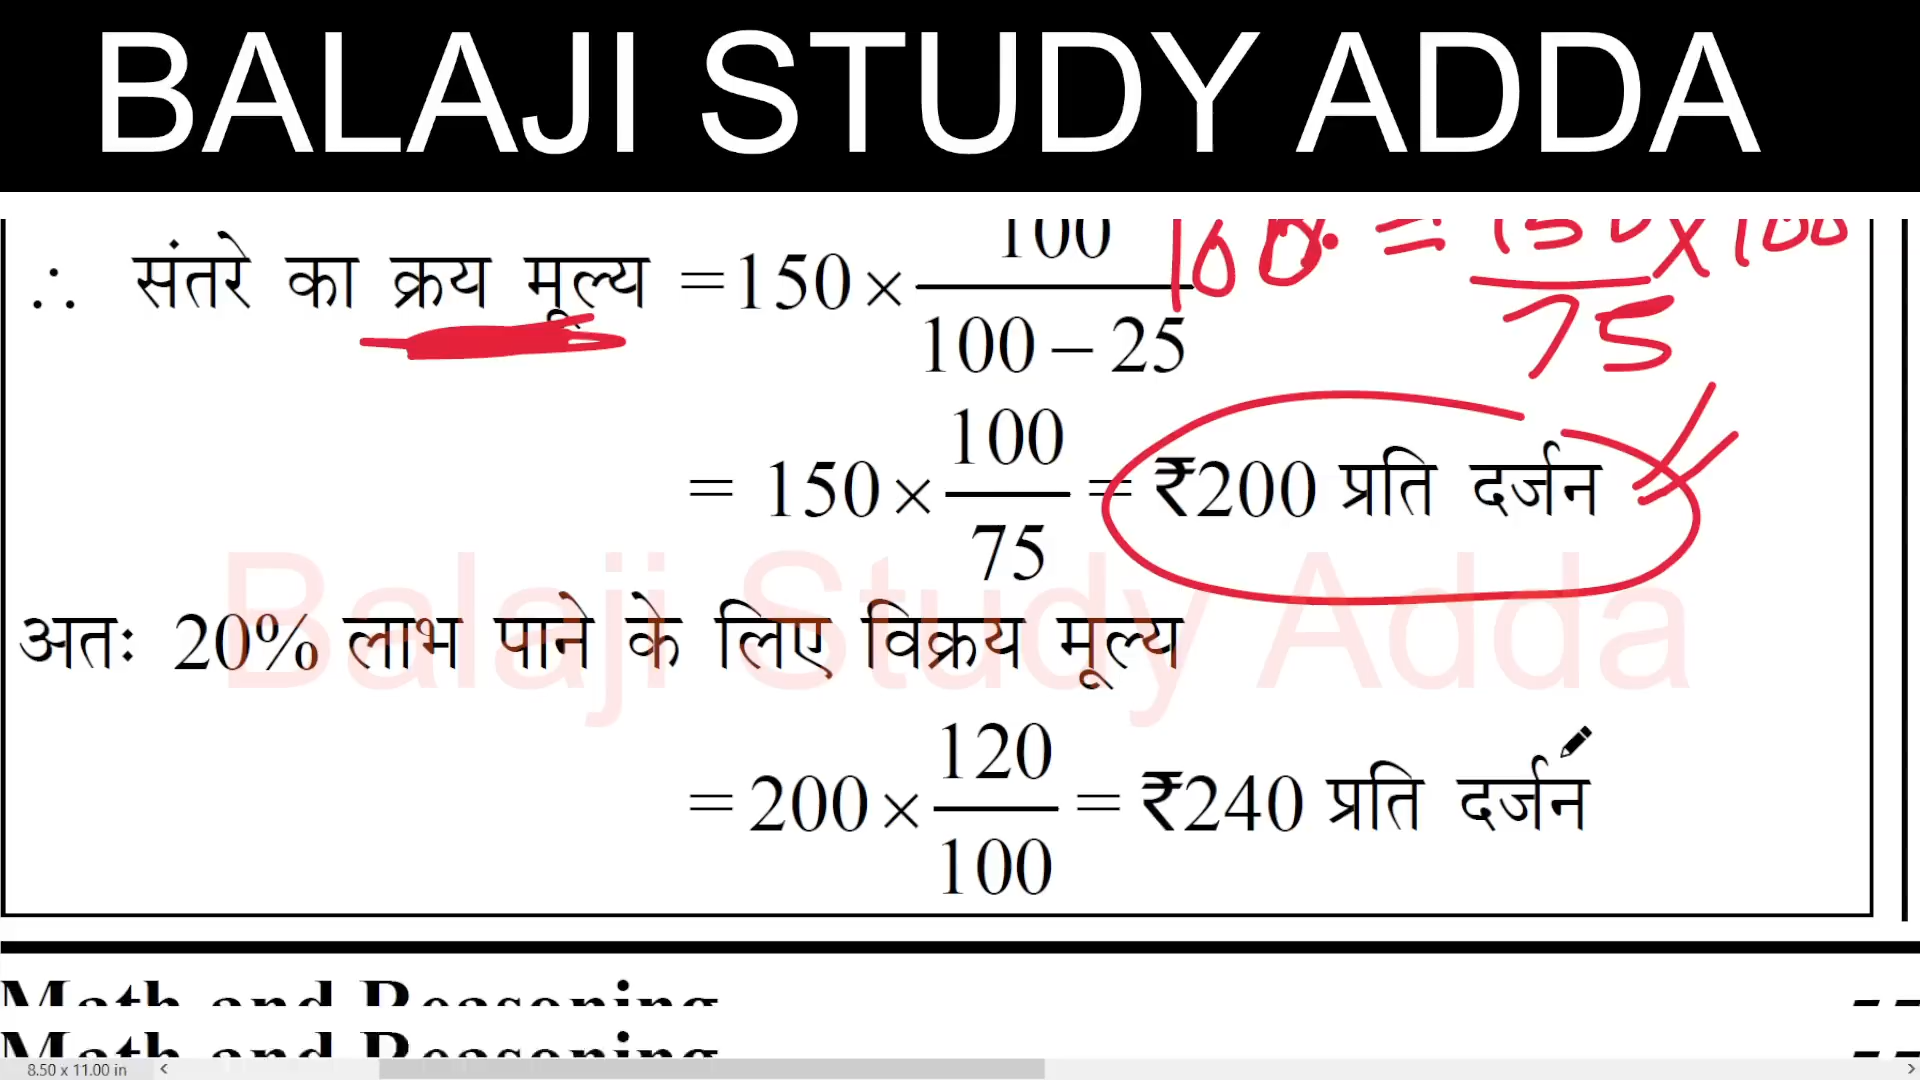 BALAJI STUDY ADDA
∴ संतरे का क्रय मूल्य = 150 × 100 / 100 – 25
100% = 150 × 100 / 75
= 150 × 100 / 75 = ₹200 प्रति दर्जन
Balaji Study Adda
अतः 20% लाभ पाने के लिए विक्रय मूल्य
= 200 × 120 / 100 = ₹240 प्रति दर्जन
Math and Reasoning
Math and Reasoning
8.50 x 11.00 in